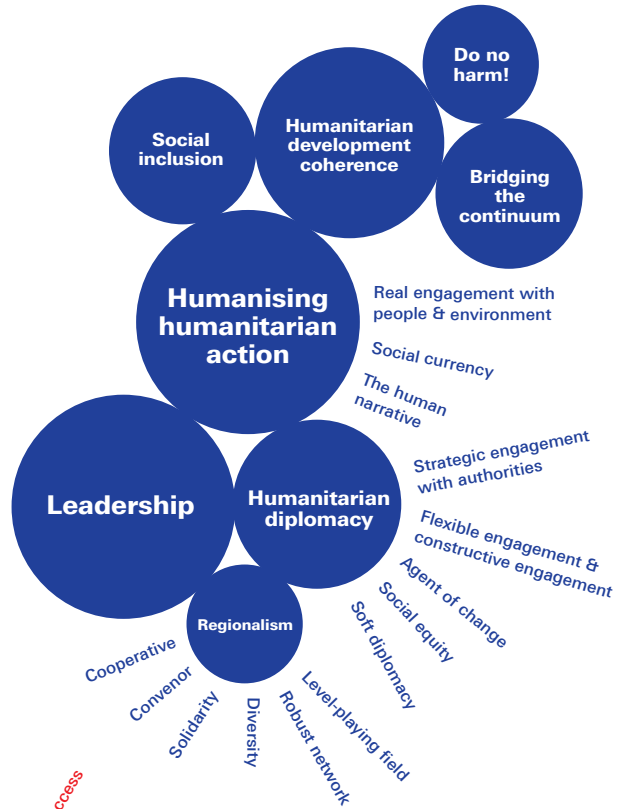 Do no
harm!
Social
inclusion
Humanitarian
development
coherence
Bridging
the
continuum
Humanising
humanitarian
action
Real engagement with
people & environment
Social currency
The human
narrative
Leadership
Humanitarian
diplomacy
Strategic engagement
with authorities
Flexible engagement &
constructive engagement
Agent of change
Social equity
Soft diplomacy
Regionalism
Cooperative
Convenor
Solidarity
Diversity
Robust network
Level-playing field